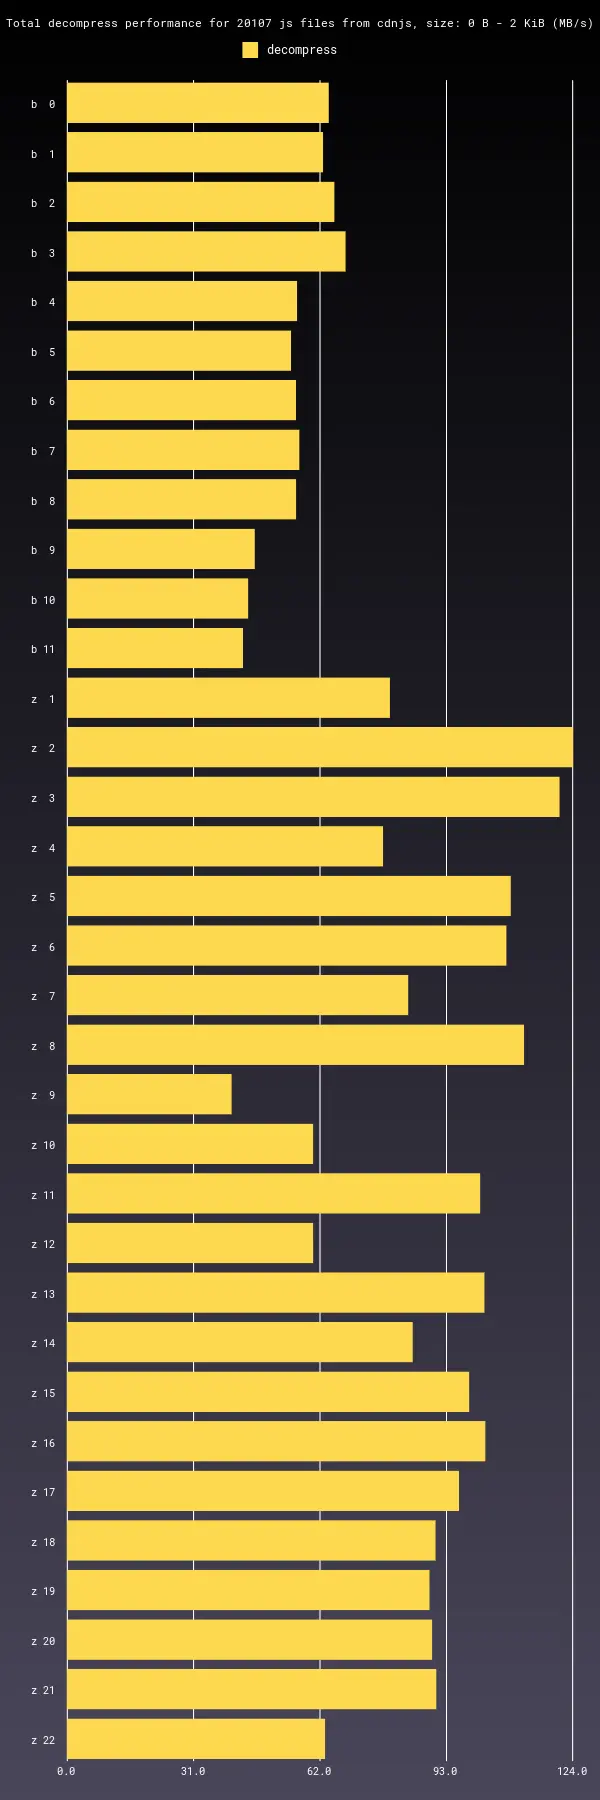 Total decompress performance for 20107 js files from cdnjs, size: 0 B - 2 KiB (MB/s)
decompress
b 0
b 1
b 2
b 3
b 4
b 5
b 6
b 7
b 8
b 9
b 10
b 11
z 1
z 2
z 3
z 4
z 5
z 6
z 7
z 8
z 9
z 10
z 11
z 12
z 13
z 14
z 15
z 16
z 17
z 18
z 19
z 20
z 21
z 22
0.0 31.0 62.0 93.0 124.0